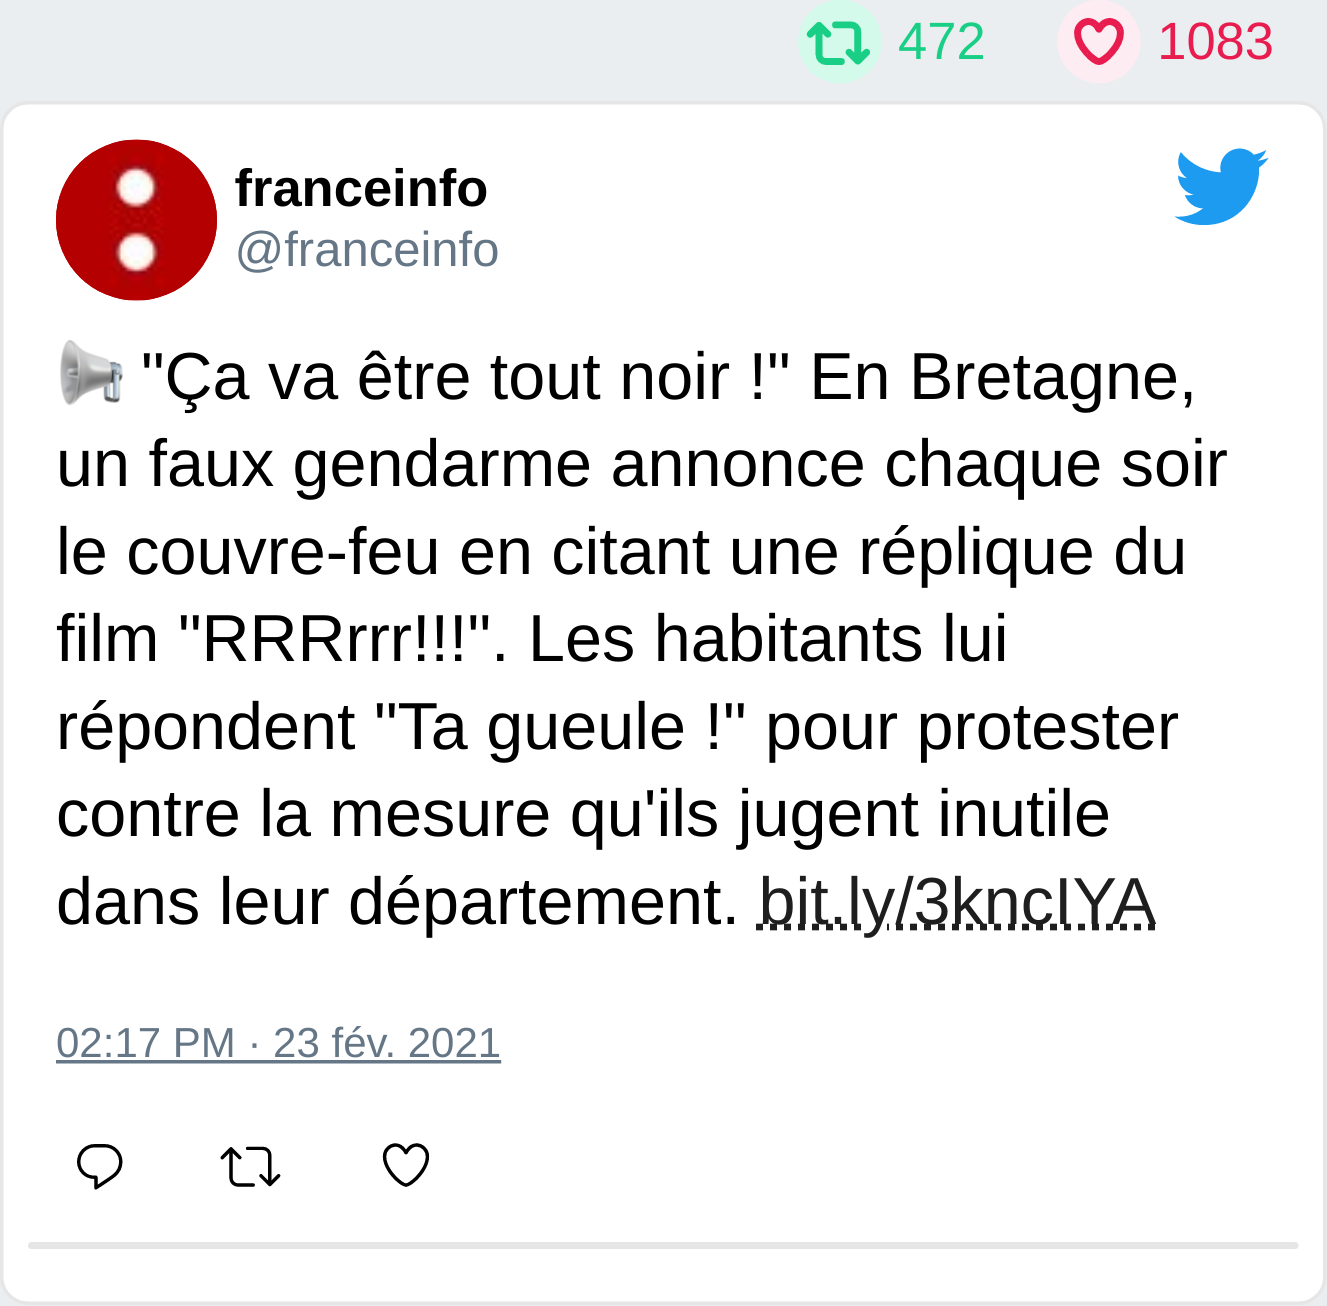 472 1083
franceinfo
@franceinfo
"Ça va être tout noir !" En Bretagne,
un faux gendarme annonce chaque soir
le couvre-feu en citant une réplique du
film "RRRrrr!!!". Les habitants lui
répondent "Ta gueule !" pour protester
contre la mesure qu'ils jugent inutile
dans leur département. bit.ly/3kncIYA
02:17 PM · 23 fév. 2021